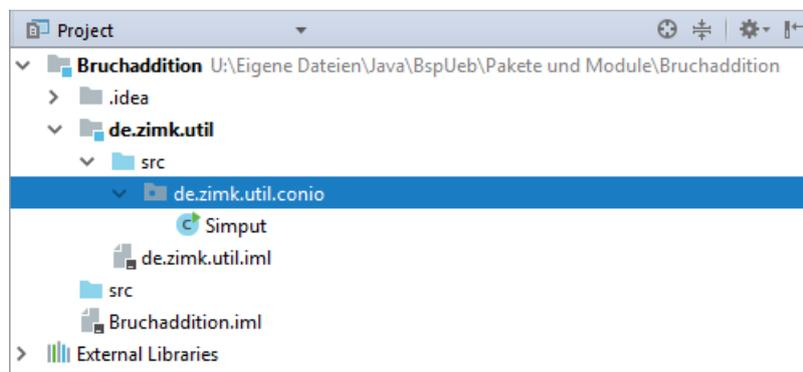 Project
Bruchaddition U:\Eigene Dateien\Java\BspUeb\Pakete und Module\Bruchaddition
.idea
de.zimk.util
src
de.zimk.util.conio
Simput
de.zimk.util.iml
src
Bruchaddition.iml
External Libraries